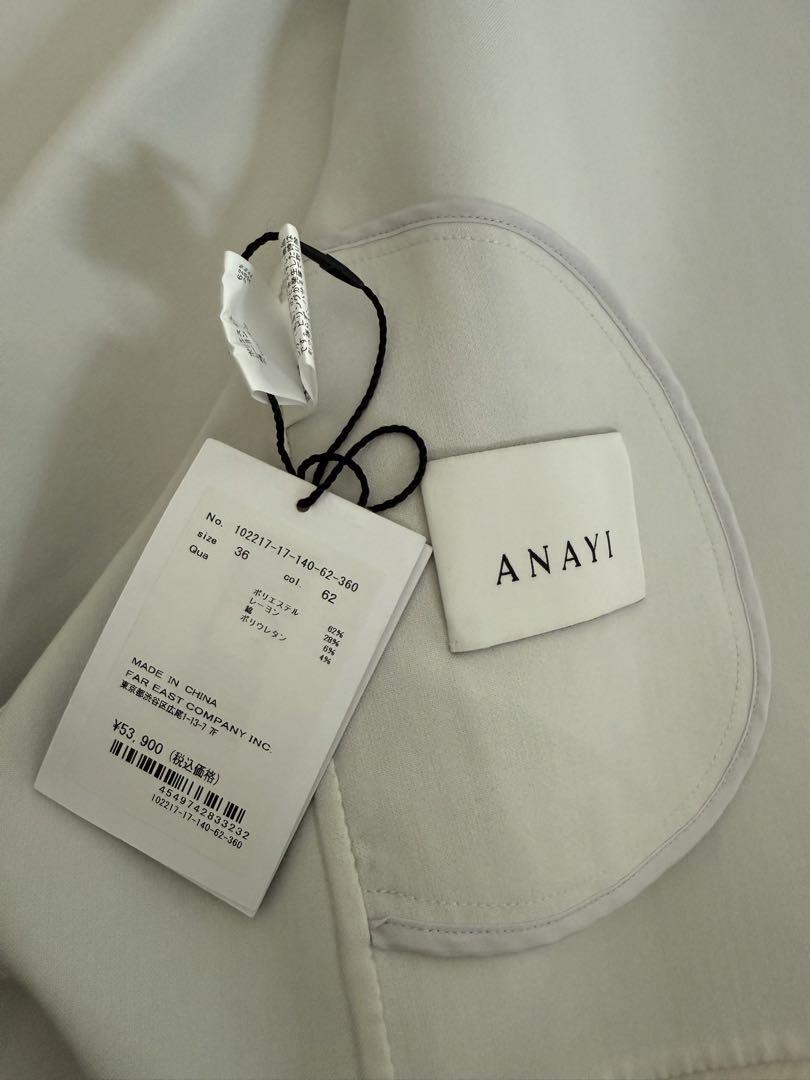 No. 102217-17-140-62-360
size 36 col. 62
Qua
ポリエステル 62%
レーヨン 28%
綿 6%
ポリウレタン 4%
MADE IN CHINA
FAR EAST COMPANY INC.
東京都渋谷区広尾1-13-7 7F
¥53,900 (税込価格)
4549742833232
102217-17-140-62-360
ANAYI